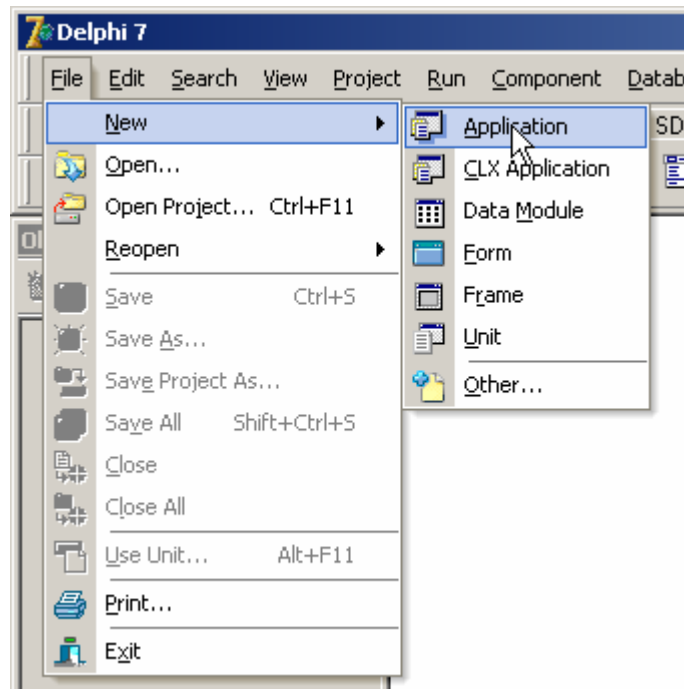 Delphi 7
File Edit Search View Project Run Component Datab
New
Open...
Open Project... Ctrl+F11
Reopen
Save Ctrl+S
Save As...
Save Project As...
Save All Shift+Ctrl+S
Close
Close All
Use Unit... Alt+F11
Print...
Exit
Application
CLX Application
Data Module
Form
Frame
Unit
Other...
SD